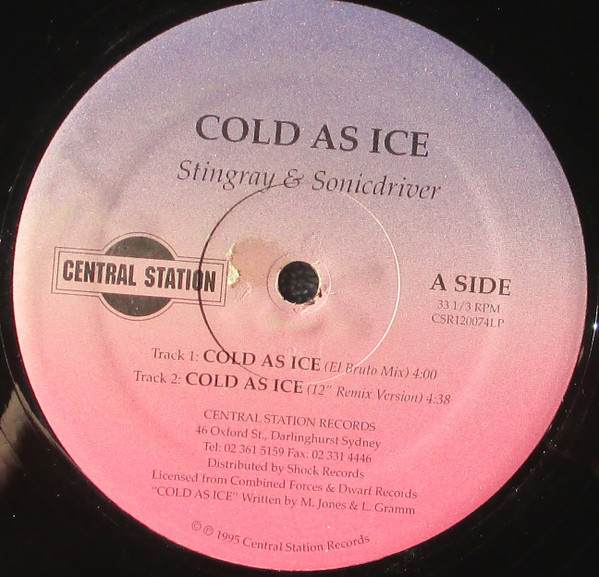 COLD AS ICE
Stingray & Sonicdriver
CENTRAL STATION
A SIDE
33 1/3 RPM
CSR120074LP
Track 1: COLD AS ICE (El Bruto Mix) 4:00
Track 2: COLD AS ICE (12" Remix Version) 4:38
CENTRAL STATION RECORDS
46 Oxford St., Darlinghurst Sydney
Tel: 02 361 5159 Fax: 02 331 4446
Distributed by Shock Records
Licensed from Combined Forces & Dwarf Records
"COLD AS ICE" Written by M. Jones & L. Gramm
© ℗ 1995 Central Station Records